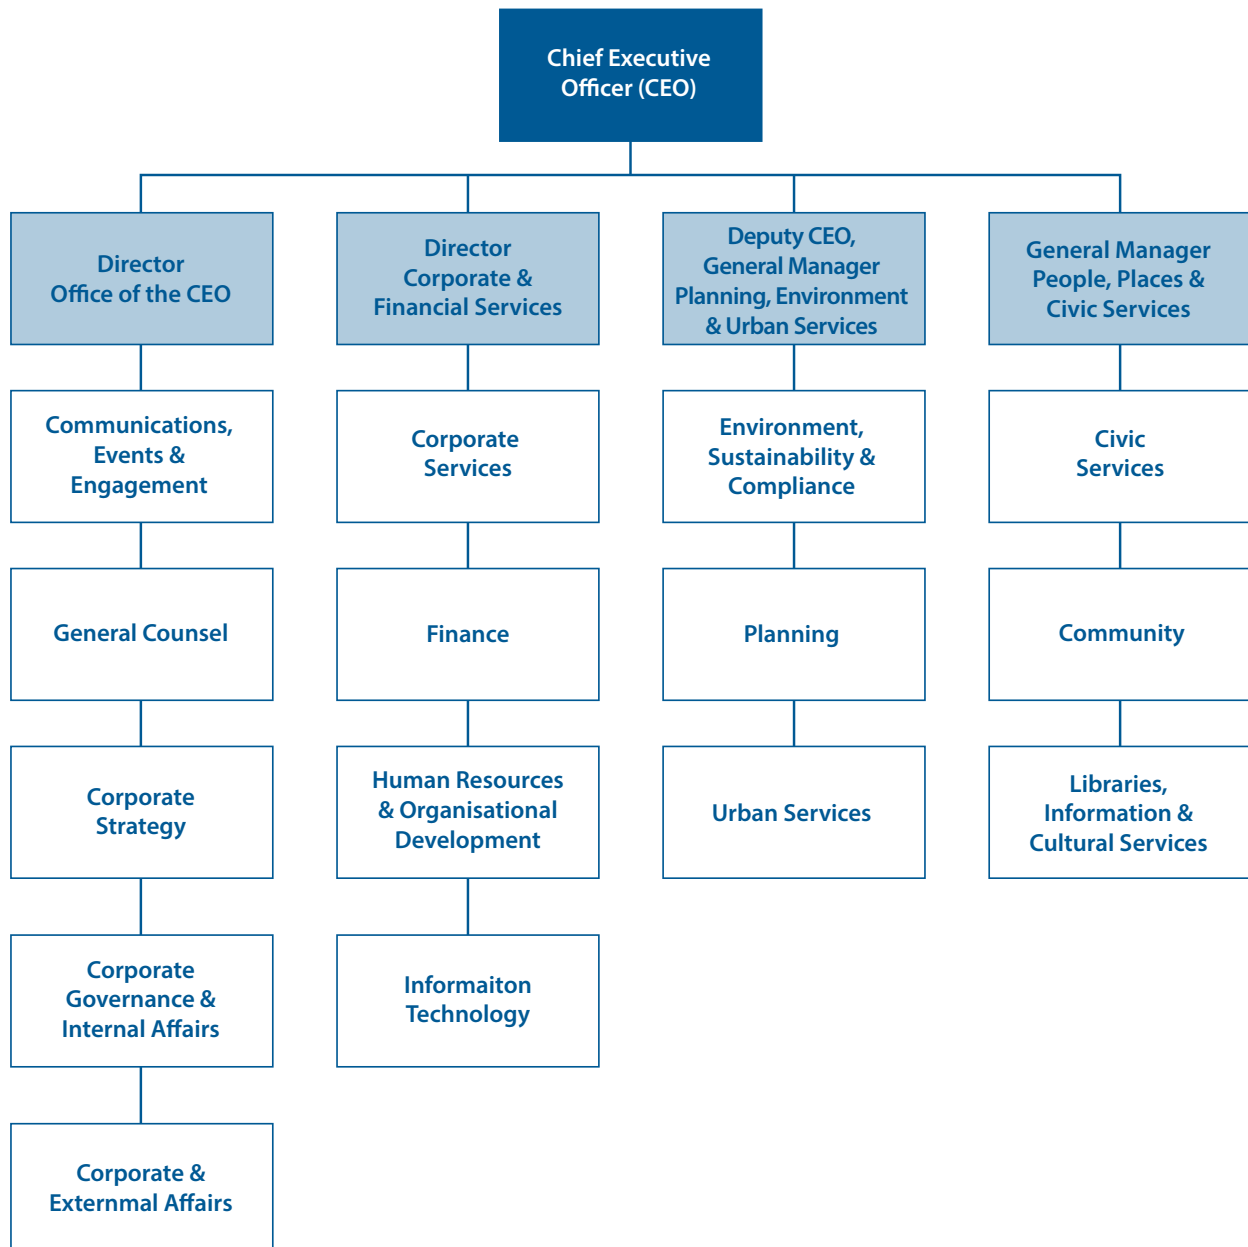 Chief Executive
Officer (CEO)
Director
Office of the CEO
Director
Corporate &
Financial Services
Deputy CEO,
General Manager
Planning, Environment
& Urban Services
General Manager
People, Places &
Civic Services
Communications,
Events &
Engagement
Corporate
Services
Environment,
Sustainability &
Compliance
Civic
Services
General Counsel
Finance
Planning
Community
Corporate
Strategy
Human Resources
& Organisational
Development
Urban Services
Libraries,
Information &
Cultural Services
Corporate
Governance &
Internal Affairs
Informaiton
Technology
Corporate &
Externmal Affairs